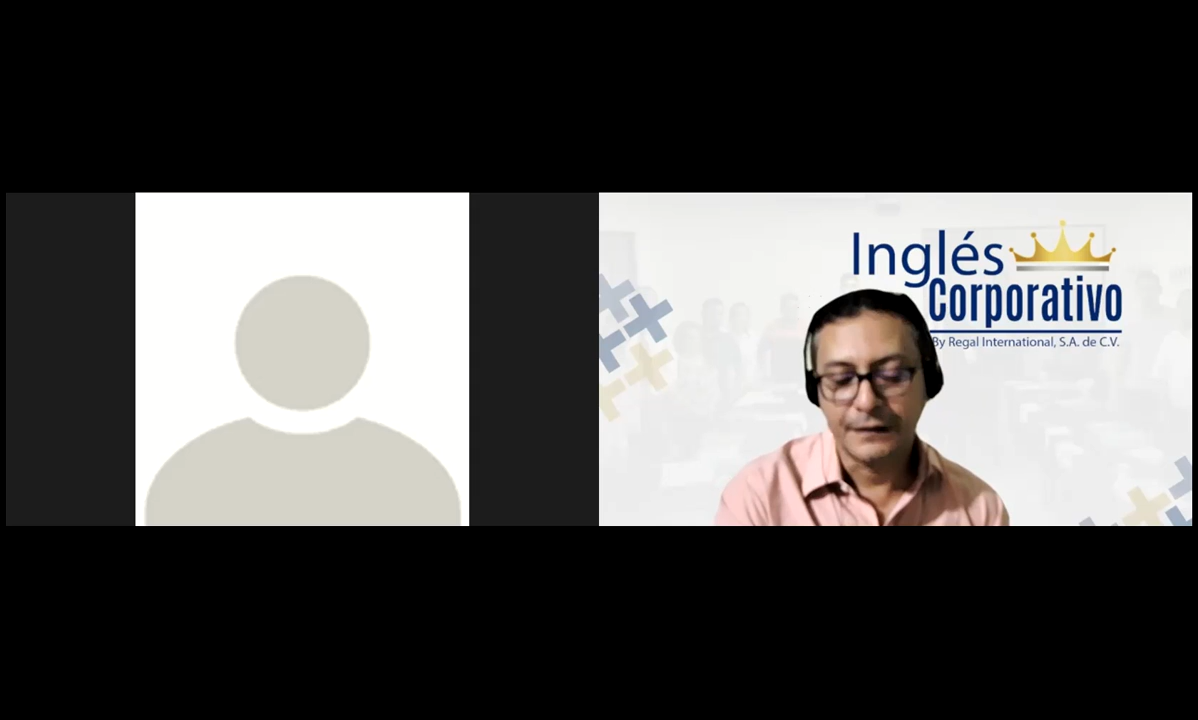 Inglés
Corporativo
By Regal International, S.A. de C.V.